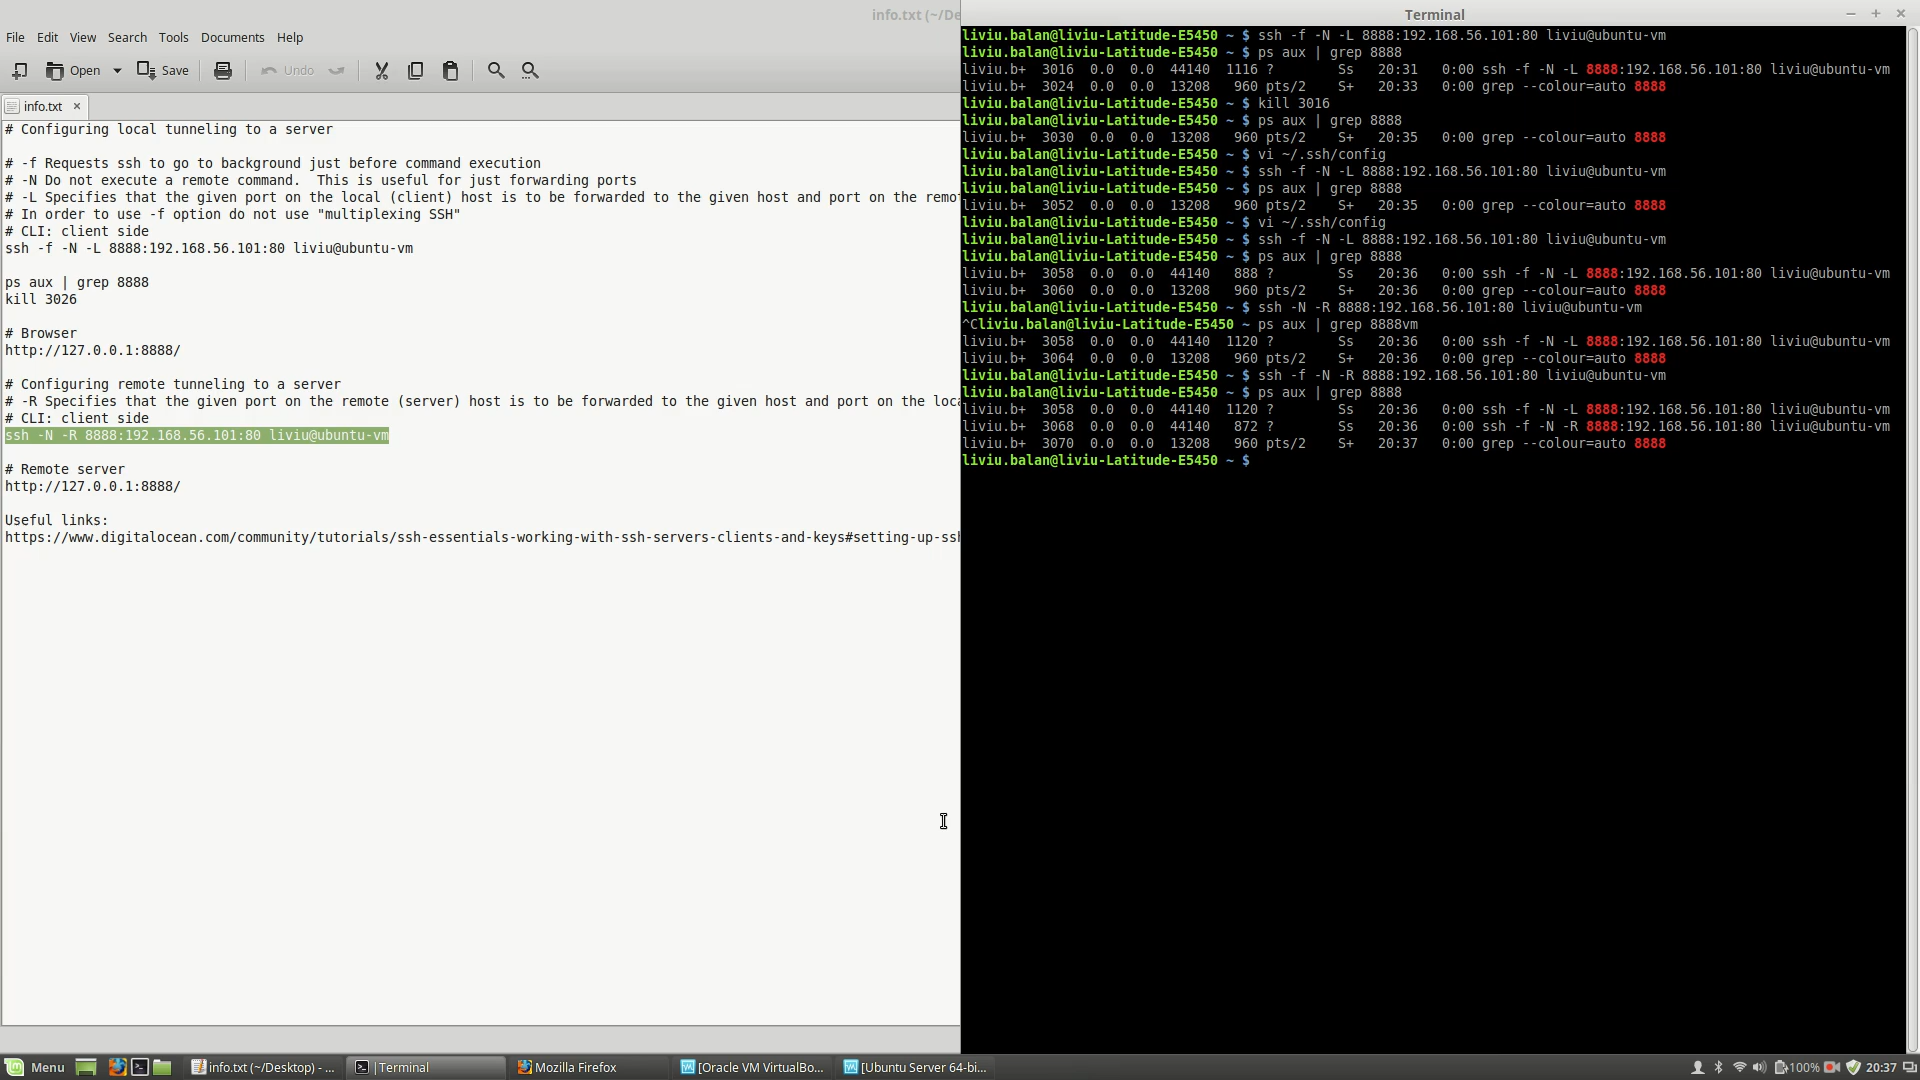 info.txt (~/De
File Edit View Search Tools Documents Help
Open Save Undo
info.txt
# Configuring local tunneling to a server
# -f Requests ssh to go to background just before command execution
# -N Do not execute a remote command.  This is useful for just forwarding ports
# -L Specifies that the given port on the local (client) host is to be forwarded to the given host and port on the remo
# In order to use -f option do not use "multiplexing SSH"
# CLI: client side
ssh -f -N -L 8888:192.168.56.101:80 liviu@ubuntu-vm
ps aux | grep 8888
kill 3026
# Browser
http://127.0.0.1:8888/
# Configuring remote tunneling to a server
# -R Specifies that the given port on the remote (server) host is to be forwarded to the given host and port on the loc
# CLI: client side
ssh -N -R 8888:192.168.56.101:80 liviu@ubuntu-vm
# Remote server
http://127.0.0.1:8888/
Useful links:
https://www.digitalocean.com/community/tutorials/ssh-essentials-working-with-ssh-servers-clients-and-keys#setting-up-ssh
Terminal
liviu.balan@liviu-Latitude-E5450 ~ $ ssh -f -N -L 8888:192.168.56.101:80 liviu@ubuntu-vm
liviu.balan@liviu-Latitude-E5450 ~ $ ps aux | grep 8888
liviu.b+  3016  0.0  0.0  44140  1116 ?        Ss   20:31   0:00 ssh -f -N -L 8888:192.168.56.101:80 liviu@ubuntu-vm
liviu.b+  3024  0.0  0.0  13208   960 pts/2    S+   20:33   0:00 grep --colour=auto 8888
liviu.balan@liviu-Latitude-E5450 ~ $ kill 3016
liviu.balan@liviu-Latitude-E5450 ~ $ ps aux | grep 8888
liviu.b+  3030  0.0  0.0  13208   960 pts/2    S+   20:35   0:00 grep --colour=auto 8888
liviu.balan@liviu-Latitude-E5450 ~ $ vi ~/.ssh/config
liviu.balan@liviu-Latitude-E5450 ~ $ ssh -f -N -L 8888:192.168.56.101:80 liviu@ubuntu-vm
liviu.balan@liviu-Latitude-E5450 ~ $ ps aux | grep 8888
liviu.b+  3052  0.0  0.0  13208   960 pts/2    S+   20:35   0:00 grep --colour=auto 8888
liviu.balan@liviu-Latitude-E5450 ~ $ vi ~/.ssh/config
liviu.balan@liviu-Latitude-E5450 ~ $ ssh -f -N -L 8888:192.168.56.101:80 liviu@ubuntu-vm
liviu.balan@liviu-Latitude-E5450 ~ $ ps aux | grep 8888
liviu.b+  3058  0.0  0.0  44140   888 ?        Ss   20:36   0:00 ssh -f -N -L 8888:192.168.56.101:80 liviu@ubuntu-vm
liviu.b+  3060  0.0  0.0  13208   960 pts/2    S+   20:36   0:00 grep --colour=auto 8888
liviu.balan@liviu-Latitude-E5450 ~ $ ssh -N -R 8888:192.168.56.101:80 liviu@ubuntu-vm
^Cliviu.balan@liviu-Latitude-E5450 ~ ps aux | grep 8888vm
liviu.b+  3058  0.0  0.0  44140  1120 ?        Ss   20:36   0:00 ssh -f -N -L 8888:192.168.56.101:80 liviu@ubuntu-vm
liviu.b+  3064  0.0  0.0  13208   960 pts/2    S+   20:36   0:00 grep --colour=auto 8888
liviu.balan@liviu-Latitude-E5450 ~ $ ssh -f -N -R 8888:192.168.56.101:80 liviu@ubuntu-vm
liviu.balan@liviu-Latitude-E5450 ~ $ ps aux | grep 8888
liviu.b+  3058  0.0  0.0  44140  1120 ?        Ss   20:36   0:00 ssh -f -N -L 8888:192.168.56.101:80 liviu@ubuntu-vm
liviu.b+  3068  0.0  0.0  44140   872 ?        Ss   20:36   0:00 ssh -f -N -R 8888:192.168.56.101:80 liviu@ubuntu-vm
liviu.b+  3070  0.0  0.0  13208   960 pts/2    S+   20:37   0:00 grep --colour=auto 8888
liviu.balan@liviu-Latitude-E5450 ~ $
Menu info.txt (~/Desktop) - ... Terminal Mozilla Firefox [Oracle VM VirtualBo... [Ubuntu Server 64-bi... 100% 20:37